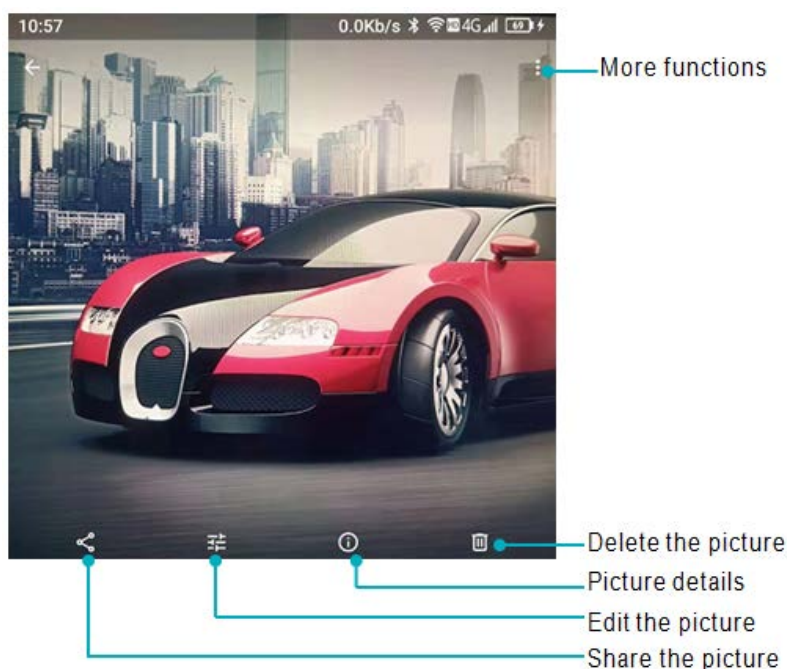 10:57
0.0Kb/s HD 4G 69
More functions
Delete the picture
Picture details
Edit the picture
Share the picture